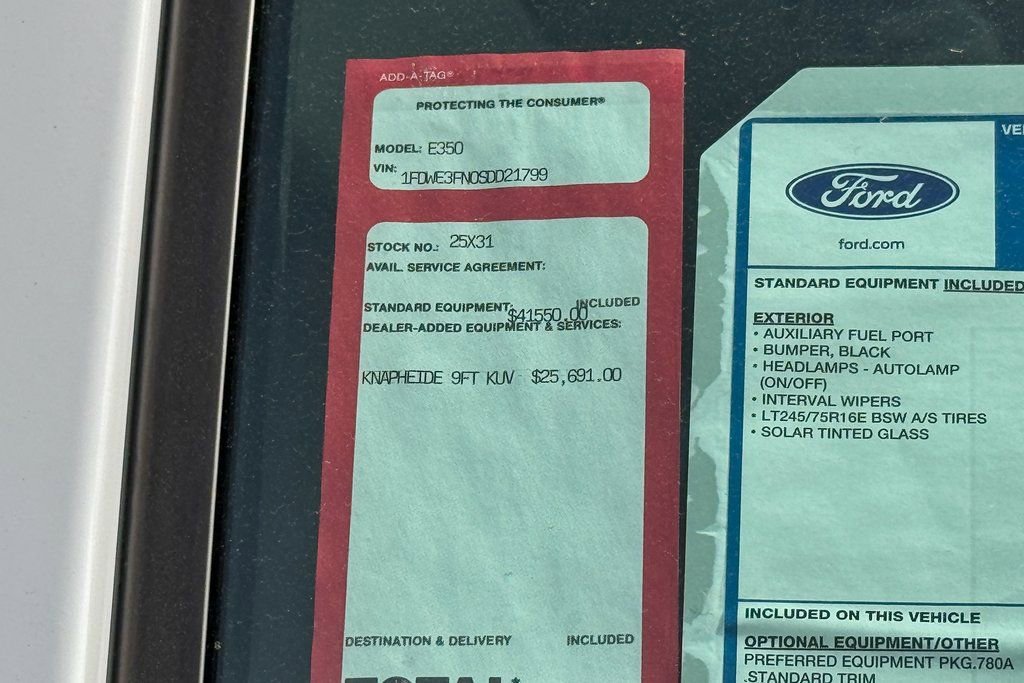 ADD-A-TAG®
PROTECTING THE CONSUMER®
MODEL: E350
VIN: 1FDWE3FN0SDD21799
STOCK NO.: 25X31
AVAIL. SERVICE AGREEMENT:
STANDARD EQUIPMENT: INCLUDED
$41550.00
DEALER-ADDED EQUIPMENT & SERVICES:
KNAPHEIDE 9FT KUV $25,691.00
DESTINATION & DELIVERY INCLUDED
TOTAL*
VE
Ford
ford.com
STANDARD EQUIPMENT INCLUDED
EXTERIOR
• AUXILIARY FUEL PORT
• BUMPER, BLACK
• HEADLAMPS - AUTOLAMP
(ON/OFF)
• INTERVAL WIPERS
• LT245/75R16E BSW A/S TIRES
• SOLAR TINTED GLASS
INCLUDED ON THIS VEHICLE
OPTIONAL EQUIPMENT/OTHER
PREFERRED EQUIPMENT PKG.780A
.STANDARD TRIM